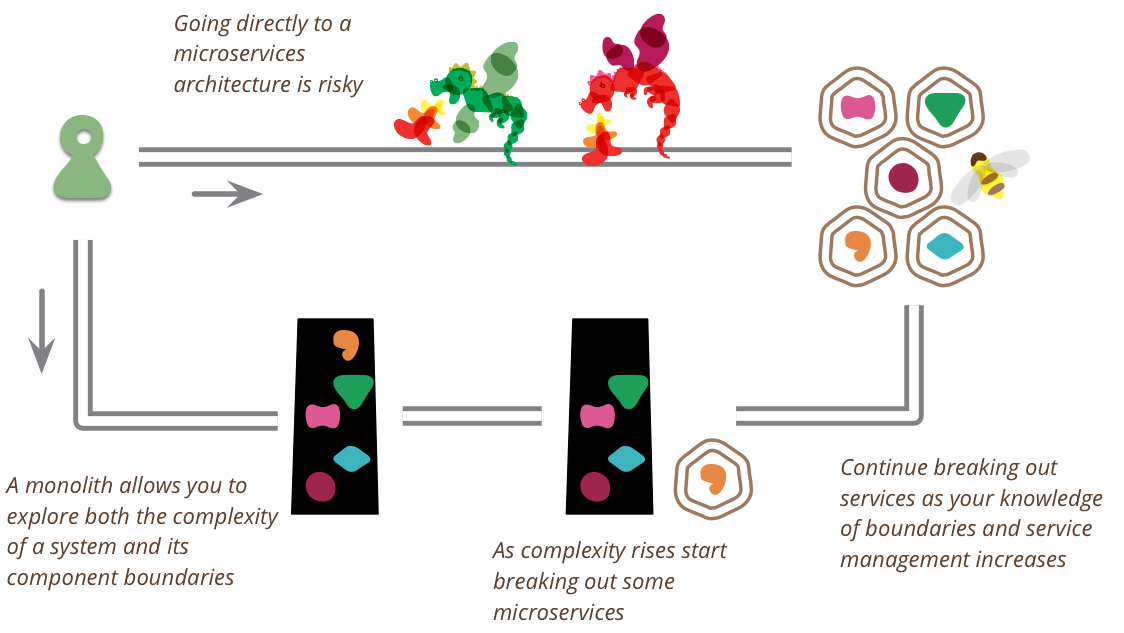 Going directly to a
microservices
architecture is risky
A monolith allows you to
explore both the complexity
of a system and its
component boundaries
As complexity rises start
breaking out some
microservices
Continue breaking out
services as your knowledge
of boundaries and service
management increases